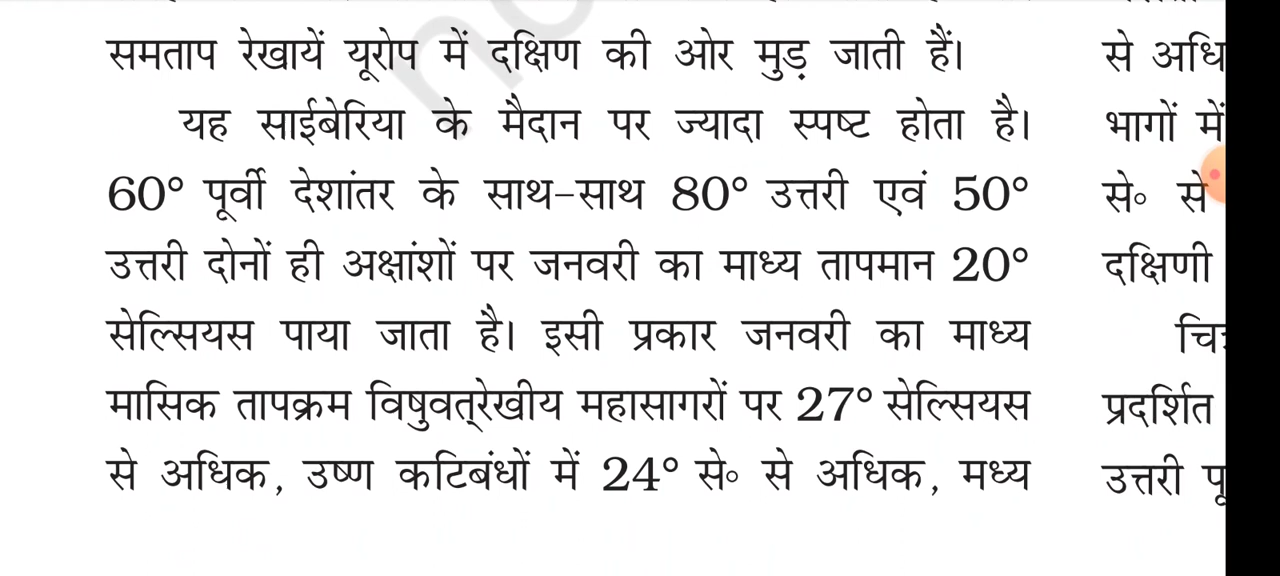 समताप रेखायें यूरोप में दक्षिण की ओर मुड़ जाती हैं।
यह साईबेरिया के मैदान पर ज्यादा स्पष्ट होता है।
60° पूर्वी देशांतर के साथ-साथ 80° उत्तरी एवं 50°
उत्तरी दोनों ही अक्षांशों पर जनवरी का माध्य तापमान 20°
सेल्सियस पाया जाता है। इसी प्रकार जनवरी का माध्य
मासिक तापक्रम विषुवत्‌रेखीय महासागरों पर 27° सेल्सियस
से अधिक, उष्ण कटिबंधों में 24° से॰ से अधिक, मध्य
से अधि
भागों में
से॰ से
दक्षिणी
प्रदर्शित
उत्तरी पू